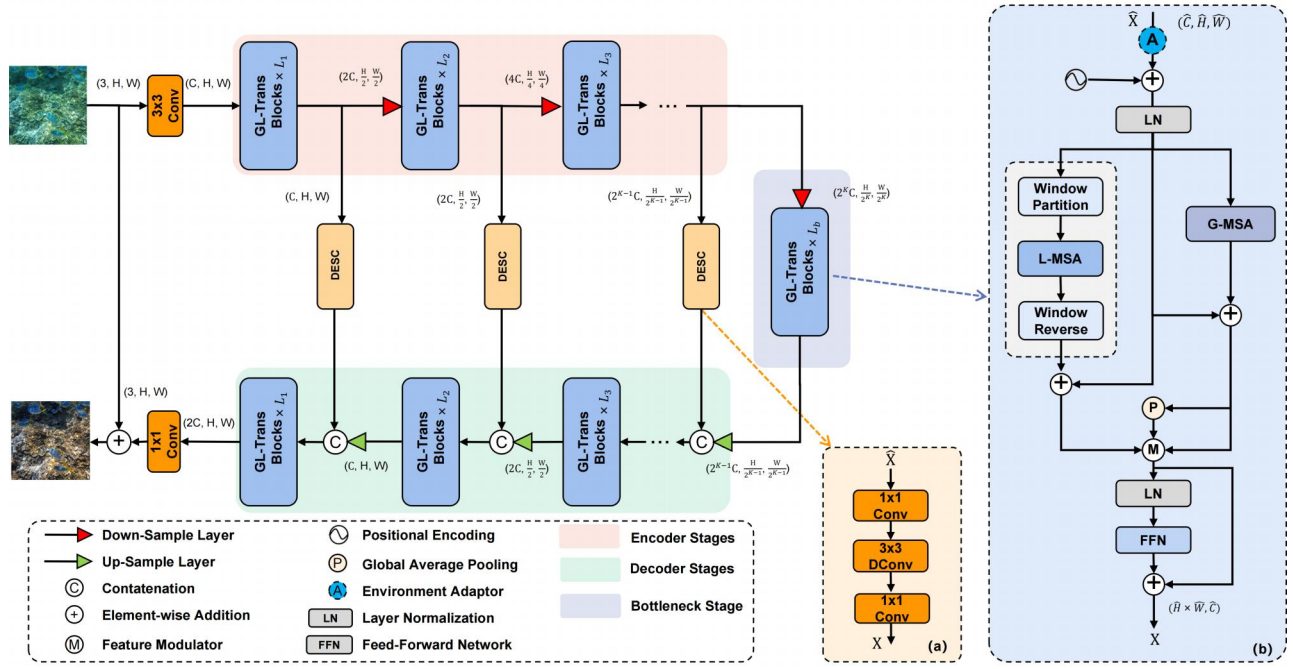 (3, H, W)
3x3
Conv
(C, H, W)
GL-Trans
Blocks × L₁
(2C, H/2, W/2)
GL-Trans
Blocks × L₂
(4C, H/4, W/4)
GL-Trans
Blocks × L₃
...
(C, H, W)
(2C, H/2, W/2)
(2^{K-1}C, H/2^{K-1}, W/2^{K-1})
(2^K C, H/2^K, W/2^K)
DESC
DESC
DESC
GL-Trans
Blocks × L_b
(3, H, W)
+
1x1
Conv
(2C, H, W)
GL-Trans
Blocks × L₁
C
(C, H, W)
GL-Trans
Blocks × L₂
C
(2C, H/2, W/2)
GL-Trans
Blocks × L₃
...
C
(2^{K-1}C, H/2^{K-1}, W/2^{K-1})
Down-Sample Layer
Up-Sample Layer
C Contatenation
+ Element-wise Addition
M Feature Modulator
Positional Encoding
P Global Average Pooling
A Environment Adaptor
LN Layer Normalization
FFN Feed-Forward Network
Encoder Stages
Decoder Stages
Bottleneck Stage
X̂
1x1
Conv
3x3
DConv
1x1
Conv
X
(a)
X̂
(Ĉ, Ĥ, Ŵ)
A
+
LN
Window
Partition
L-MSA
Window
Reverse
G-MSA
+
+
P
M
LN
FFN
+
(Ĥ × Ŵ, Ĉ)
X
(b)